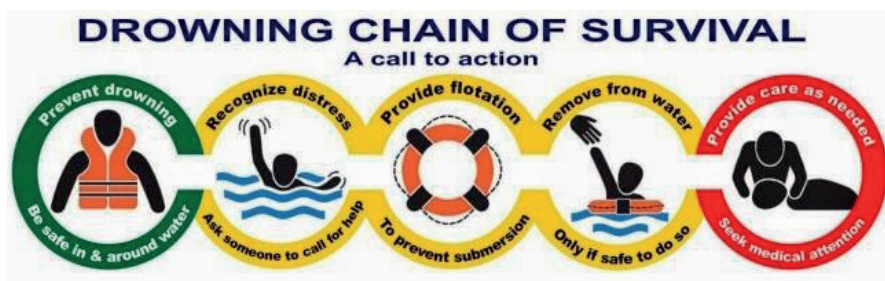 DROWNING CHAIN OF SURVIVAL
A call to action
Prevent drowning
Be safe in & around water
Recognize distress
Ask someone to call for help
Provide flotation
To prevent submersion
Remove from water
Only if safe to do so
Provide care as needed
Seek medical attention